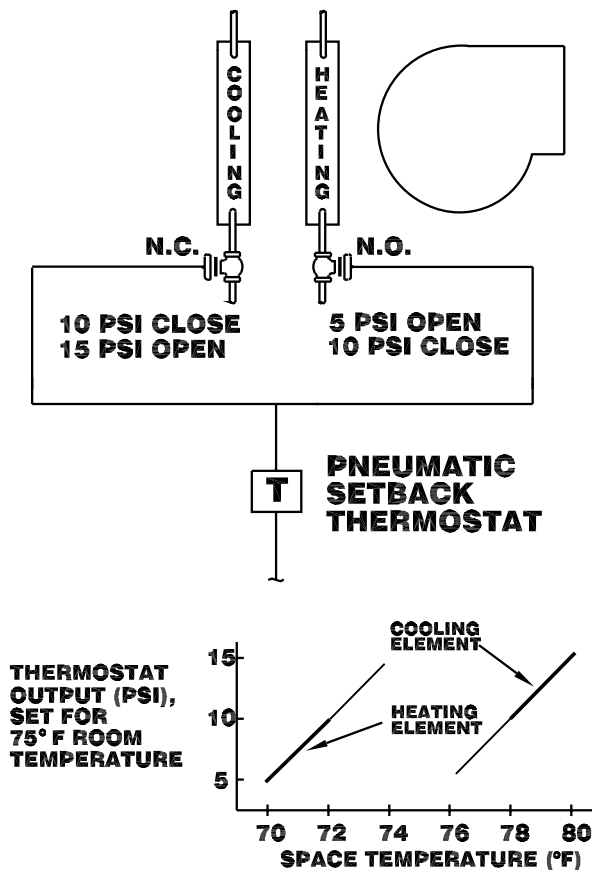 COOLING
HEATING
N.C.
N.O.
10 PSI CLOSE
15 PSI OPEN
5 PSI OPEN
10 PSI CLOSE
T
PNEUMATIC
SETBACK
THERMOSTAT
THERMOSTAT
OUTPUT (PSI),
SET FOR
75° F ROOM
TEMPERATURE
15
10
5
COOLING
ELEMENT
HEATING
ELEMENT
70 72 74 76 78 80
SPACE TEMPERATURE (°F)